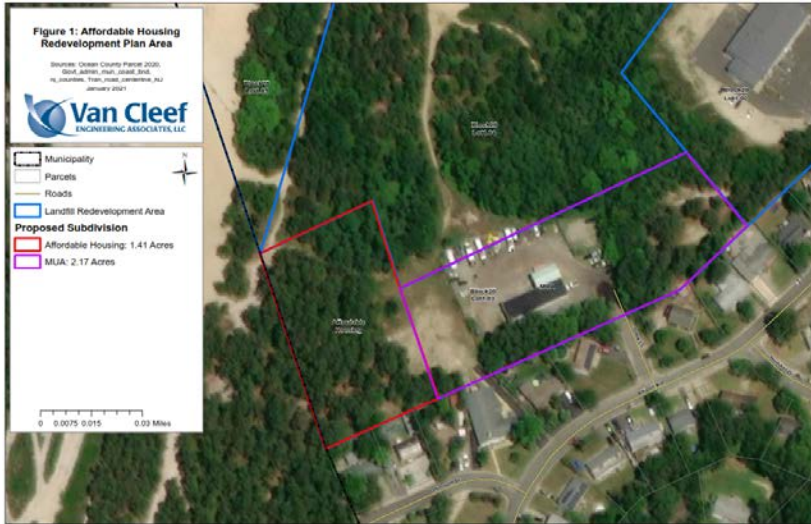 Figure 1: Affordable Housing
Redevelopment Plan Area
Sources: Ocean County Parcel 2020,
Govt_admin_mun_coast_bnd,
nj_counties, Tran_road_centerline_NJ
January 2021
Van Cleef
ENGINEERING ASSOCIATES, LLC
Municipality
Parcels
Roads
Landfill Redevelopment Area
Proposed Subdivision
Affordable Housing: 1.41 Acres
MUA: 2.17 Acres
0 0.0075 0.015 0.03 Miles
N
Affordable
Housing